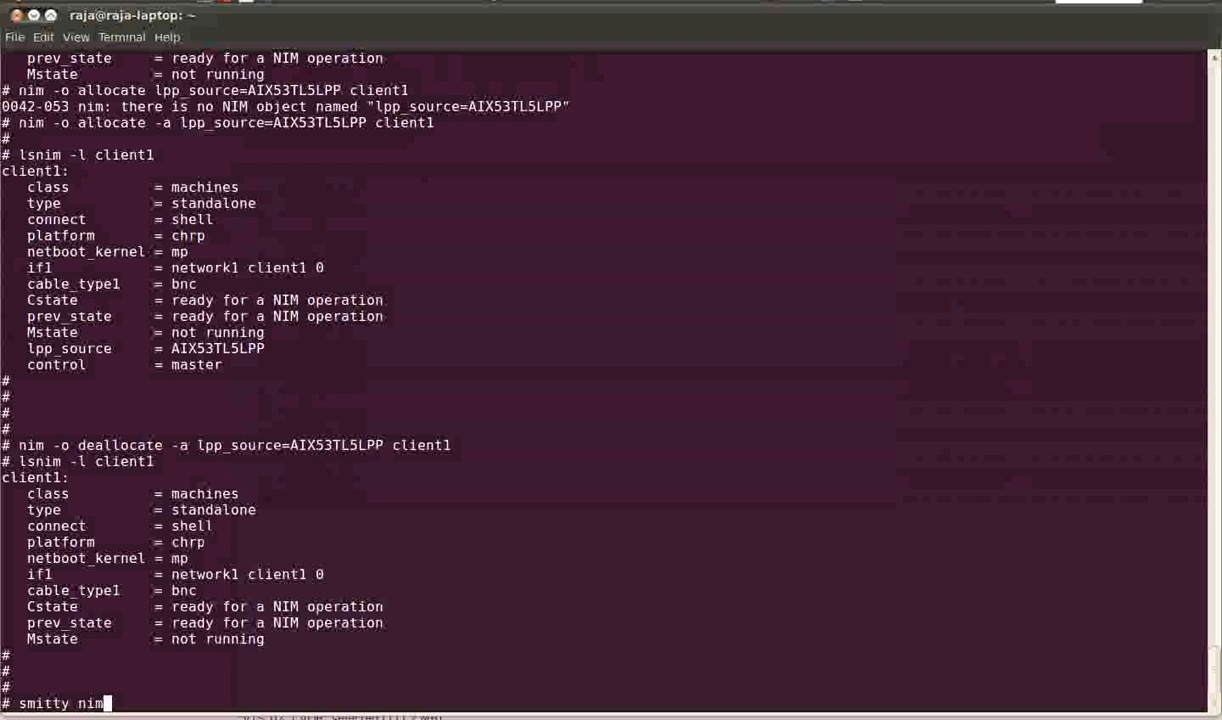 raja@raja-laptop: ~
File Edit View Terminal Help
prev_state = ready for a NIM operation
Mstate = not running
# nim -o allocate lpp_source=AIX53TL5LPP client1
0042-053 nim: there is no NIM object named "lpp_source=AIX53TL5LPP"
# nim -o allocate -a lpp_source=AIX53TL5LPP client1
#
# lsnim -l client1
client1:
class = machines
type = standalone
connect = shell
platform = chrp
netboot_kernel = mp
if1 = network1 client1 0
cable_type1 = bnc
Cstate = ready for a NIM operation
prev_state = ready for a NIM operation
Mstate = not running
lpp_source = AIX53TL5LPP
control = master
#
#
#
#
# nim -o deallocate -a lpp_source=AIX53TL5LPP client1
# lsnim -l client1
client1:
class = machines
type = standalone
connect = shell
platform = chrp
netboot_kernel = mp
if1 = network1 client1 0
cable_type1 = bnc
Cstate = ready for a NIM operation
prev_state = ready for a NIM operation
Mstate = not running
#
#
#
# smitty nim